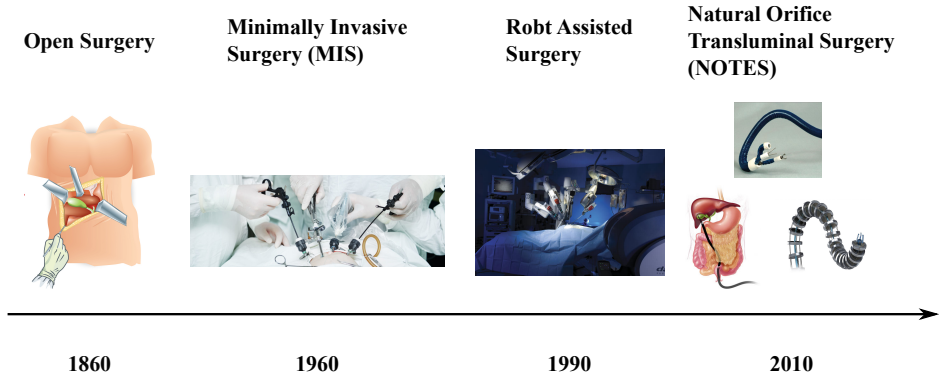 Open Surgery
Minimally Invasive
Surgery (MIS)
Robt Assisted
Surgery
Natural Orifice
Transluminal Surgery
(NOTES)
1860
1960
1990
2010